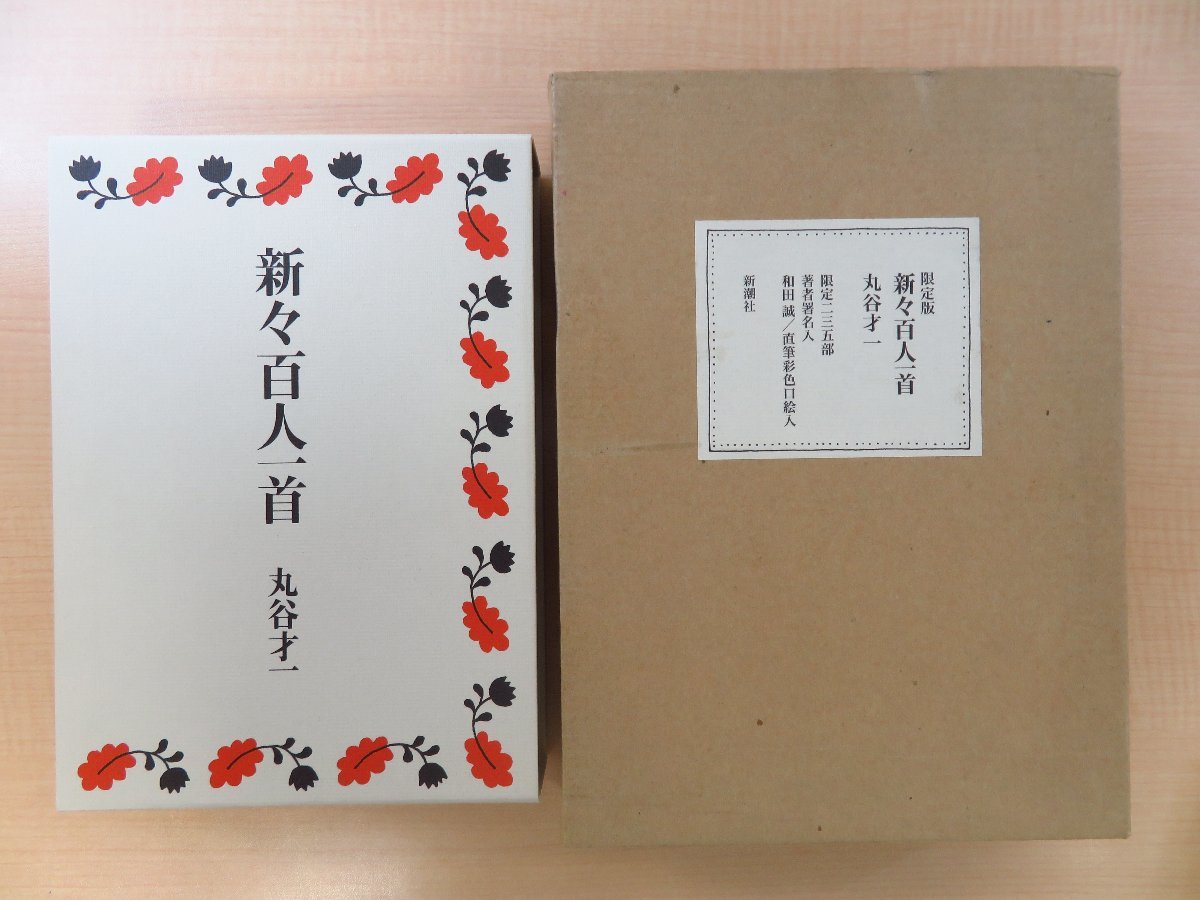 新々百人一首
丸谷才一
限定版
新々百人一首
丸谷才一
限定二三五部
著者署名入
和田 誠／直筆彩色口絵入
新潮社